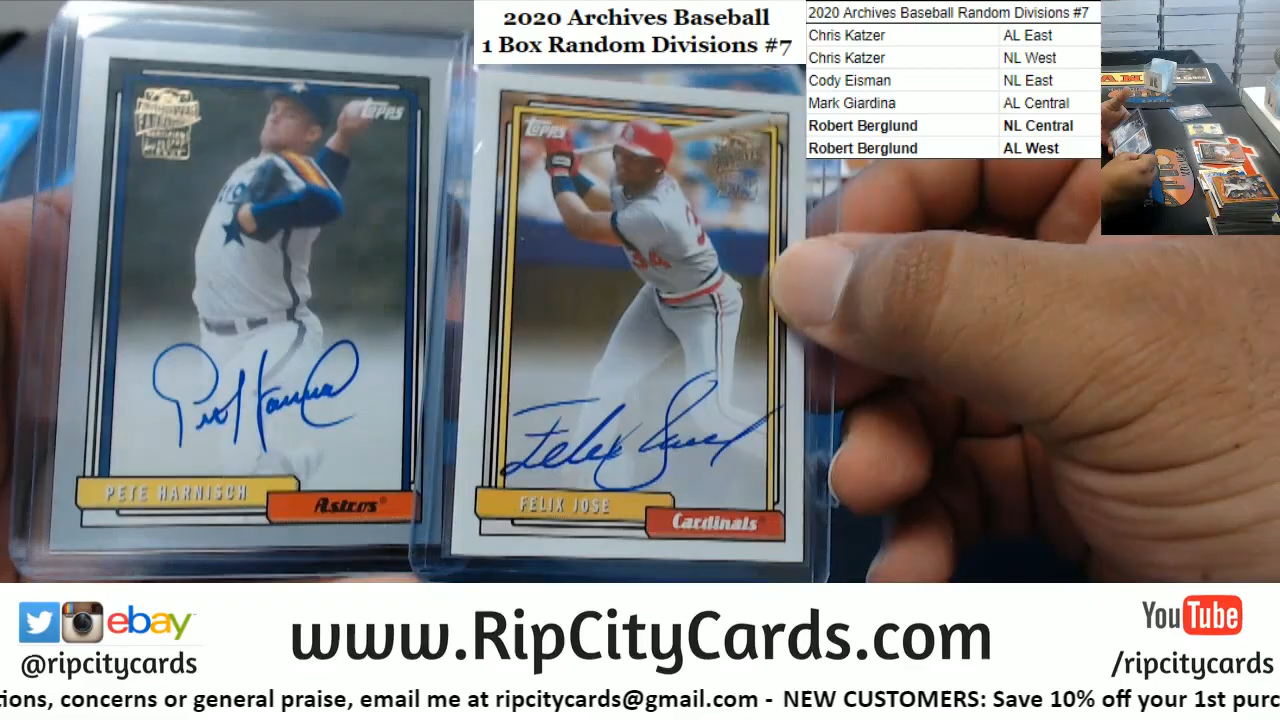 2020 Archives Baseball
1 Box Random Divisions #7
2020 Archives Baseball Random Divisions #7
Chris Katzer AL East
Chris Katzer NL West
Cody Eisman NL East
Mark Giardina AL Central
Robert Berglund NL Central
Robert Berglund AL West
Topps
PETE HARNISCH
Astros
Topps
34
Felix Jose
FELIX JOSE
Cardinals
ebay
@ripcitycards
www.RipCityCards.com
YouTube
/ripcitycards
tions, concerns or general praise, email me at ripcitycards@gmail.com - NEW CUSTOMERS: Save 10% off your 1st purc